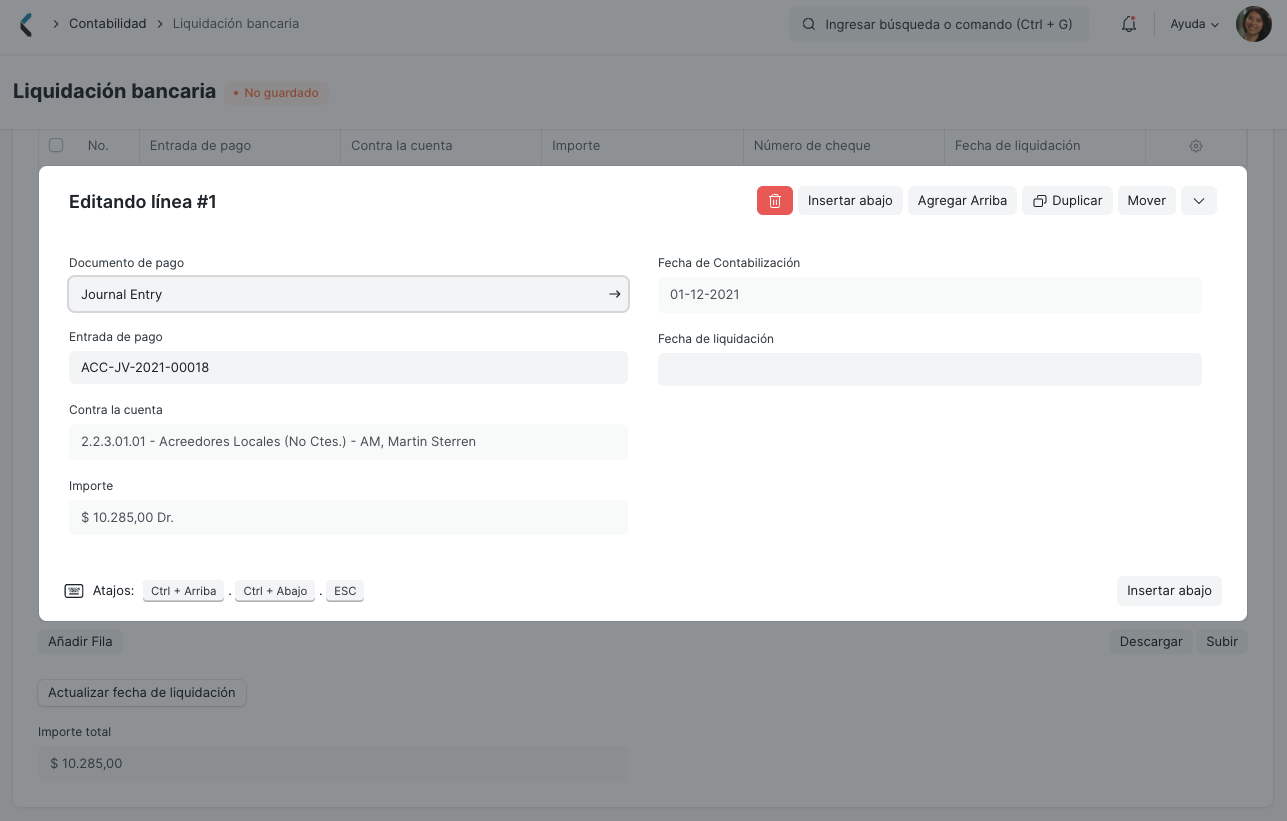 Contabilidad
Liquidación bancaria
Ingresar búsqueda o comando (Ctrl + G)
Ayuda
Liquidación bancaria
No guardado
No.
Entrada de pago
Contra la cuenta
Importe
Número de cheque
Fecha de liquidación
Editando línea #1
Insertar abajo
Agregar Arriba
Duplicar
Mover
Documento de pago
Journal Entry
Fecha de Contabilización
01-12-2021
Entrada de pago
ACC-JV-2021-00018
Fecha de liquidación
Contra la cuenta
2.2.3.01.01 - Acreedores Locales (No Ctes.) - AM, Martin Sterren
Importe
$ 10.285,00 Dr.
Atajos: Ctrl + Arriba . Ctrl + Abajo . ESC
Insertar abajo
Añadir Fila
Descargar
Subir
Actualizar fecha de liquidación
Importe total
$ 10.285,00